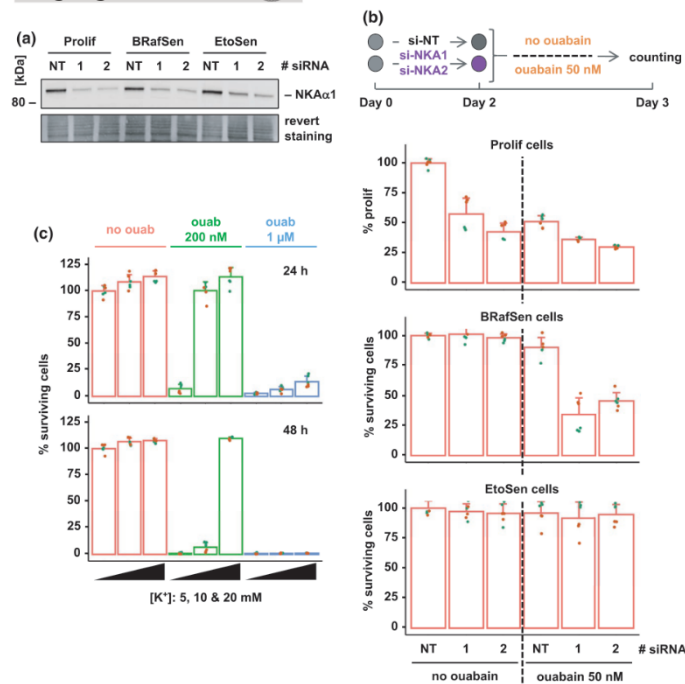 (a)
Prolif BRafSen EtoSen
[kDa] NT 1 2 NT 1 2 NT 1 2 # siRNA
80 – – NKAα1
revert
staining
(b)
si-NT
si-NKA1
si-NKA2
no ouabain
ouabain 50 nM
counting
Day 0 Day 2 Day 3
Prolif cells
% prolif
100
75
50
25
0
BRafSen cells
% surviving cells
100
75
50
25
0
EtoSen cells
% surviving cells
100
75
50
25
0
NT 1 2 NT 1 2 # siRNA
no ouabain ouabain 50 nM
(c)
no ouab ouab ouab
200 nM 1 µM
24 h
% surviving cells
125
100
75
50
25
0
48 h
% surviving cells
125
100
75
50
25
0
[K⁺]: 5, 10 & 20 mM